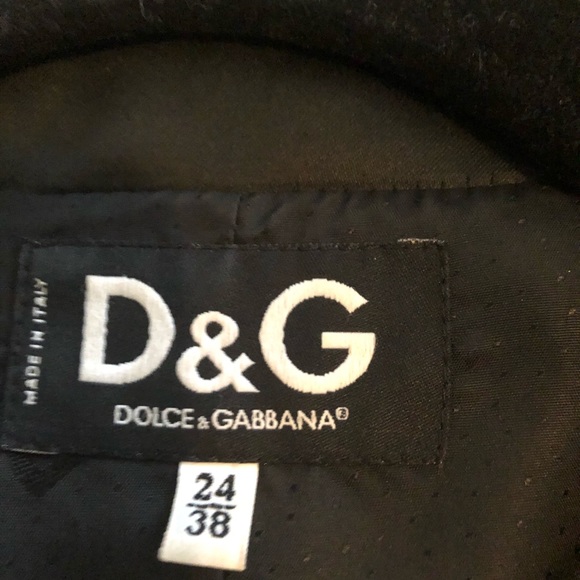 MADE IN ITALY
D&G
DOLCE & GABBANA®
24
38